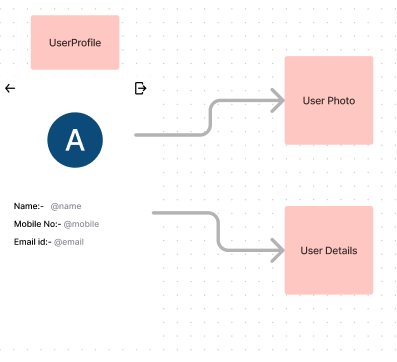 UserProfile
User Photo
A
Name:- @name
Mobile No:- @mobile
Email id:- @email
User Details